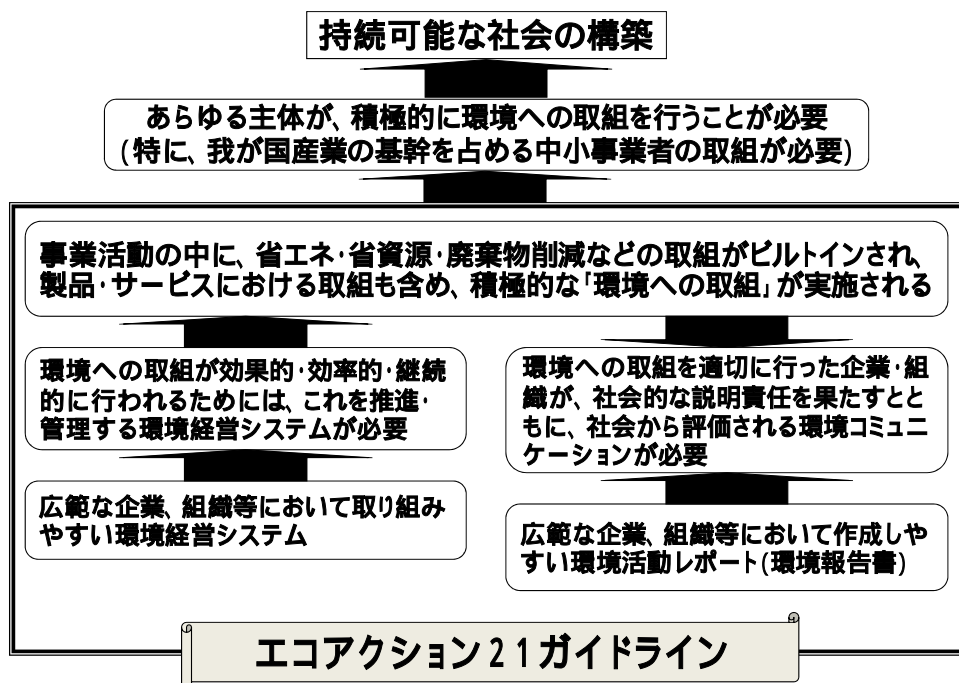 持続可能な社会の構築
あらゆる主体が、積極的に環境への取組を行うことが必要
(特に、我が国産業の基幹を占める中小事業者の取組が必要)
事業活動の中に、省エネ・省資源・廃棄物削減などの取組がビルトインされ、
製品・サービスにおける取組も含め、積極的な「環境への取組」が実施される
環境への取組が効果的・効率的・継続
的に行われるためには、これを推進・
管理する環境経営システムが必要
広範な企業、組織等において取り組み
やすい環境経営システム
環境への取組を適切に行った企業・組
織が、社会的な説明責任を果たすとと
もに、社会から評価される環境コミュニ
ケーションが必要
広範な企業、組織等において作成しや
すい環境活動レポート(環境報告書)
エコアクション21ガイドライン